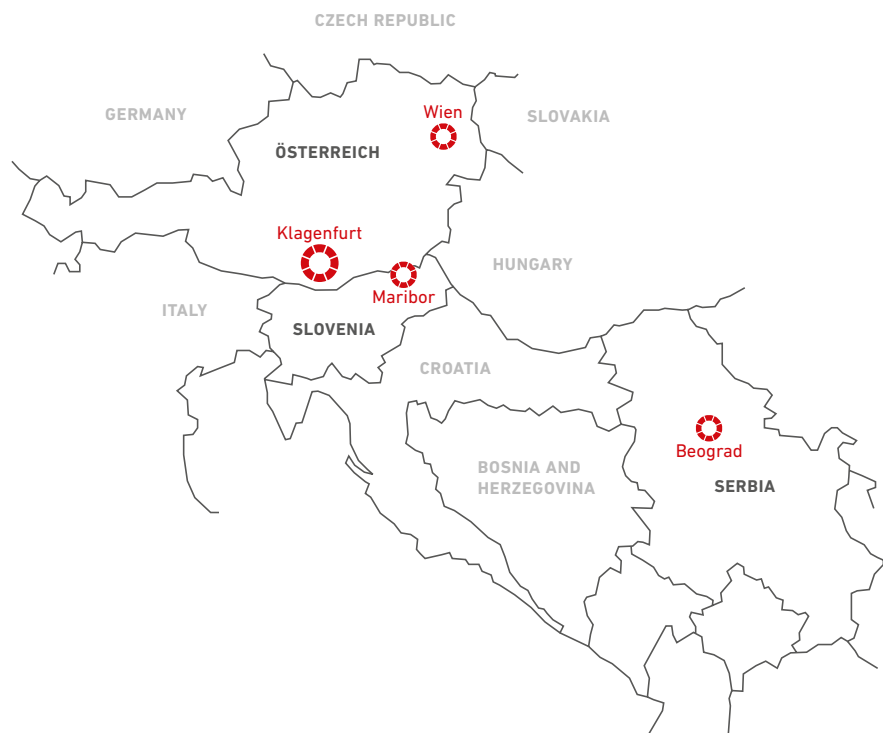 CZECH REPUBLIC
GERMANY
Wien
SLOVAKIA
ÖSTERREICH
Klagenfurt
HUNGARY
ITALY
Maribor
SLOVENIA
CROATIA
Beograd
BOSNIA AND
HERZEGOVINA
SERBIA